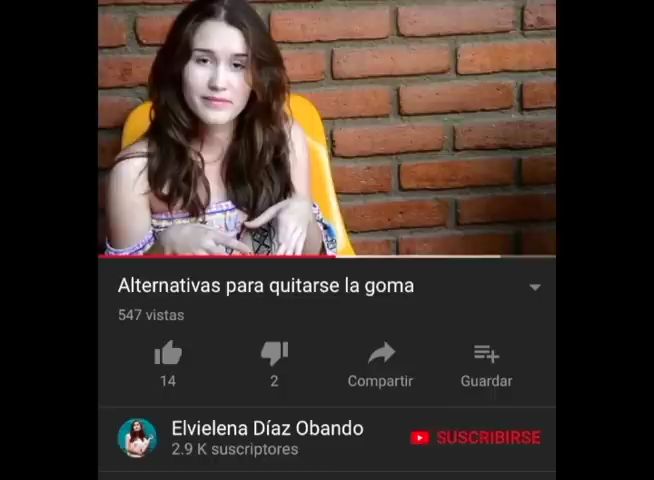 Alternativas para quitarse la goma
547 vistas
14
2
Compartir
Guardar
Elvielena Díaz Obando
2.9 K suscriptores
SUSCRIBIRSE